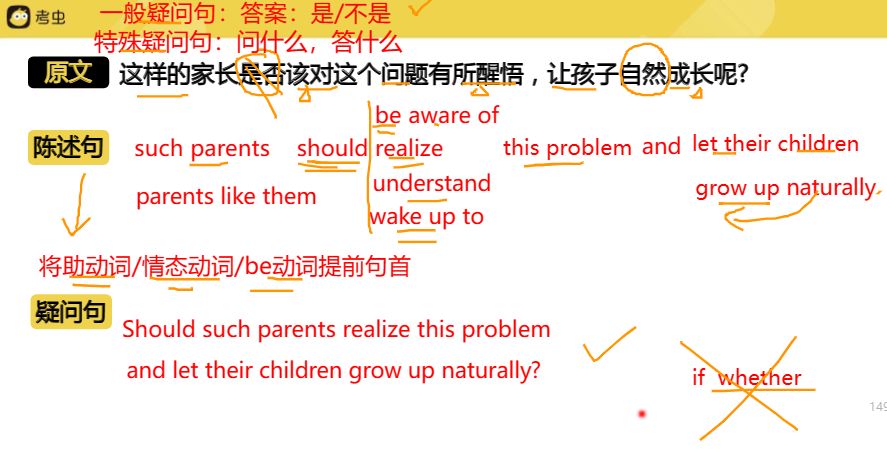 考虫
一般疑问句：答案：是/不是
特殊疑问句：问什么，答什么
原文 这样的家长是否该对这个问题有所醒悟，让孩子自然成长呢?
be aware of
陈述句 such parents should realize this problem and let their children
parents like them understand grow up naturally.
wake up to
将助动词/情态动词/be动词提前句首
疑问句
Should such parents realize this problem
and let their children grow up naturally?
if whether
149